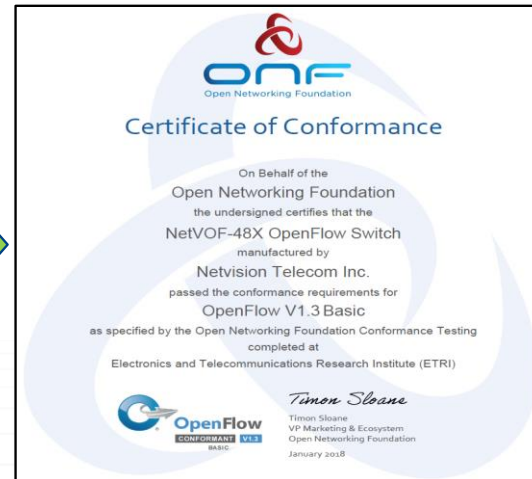 ONF
Open Networking Foundation
Certificate of Conformance
On Behalf of the
Open Networking Foundation
the undersigned certifies that the
NetVOF-48X OpenFlow Switch
manufactured by
Netvision Telecom Inc.
passed the conformance requirements for
OpenFlow V1.3 Basic
as specified by the Open Networking Foundation Conformance Testing
completed at
Electronics and Telecommunications Research Institute (ETRI)
OpenFlow
CONFORMANT V1.3
BASIC
Timon Sloane
Timon Sloane
VP Marketing & Ecosystem
Open Networking Foundation
January 2018